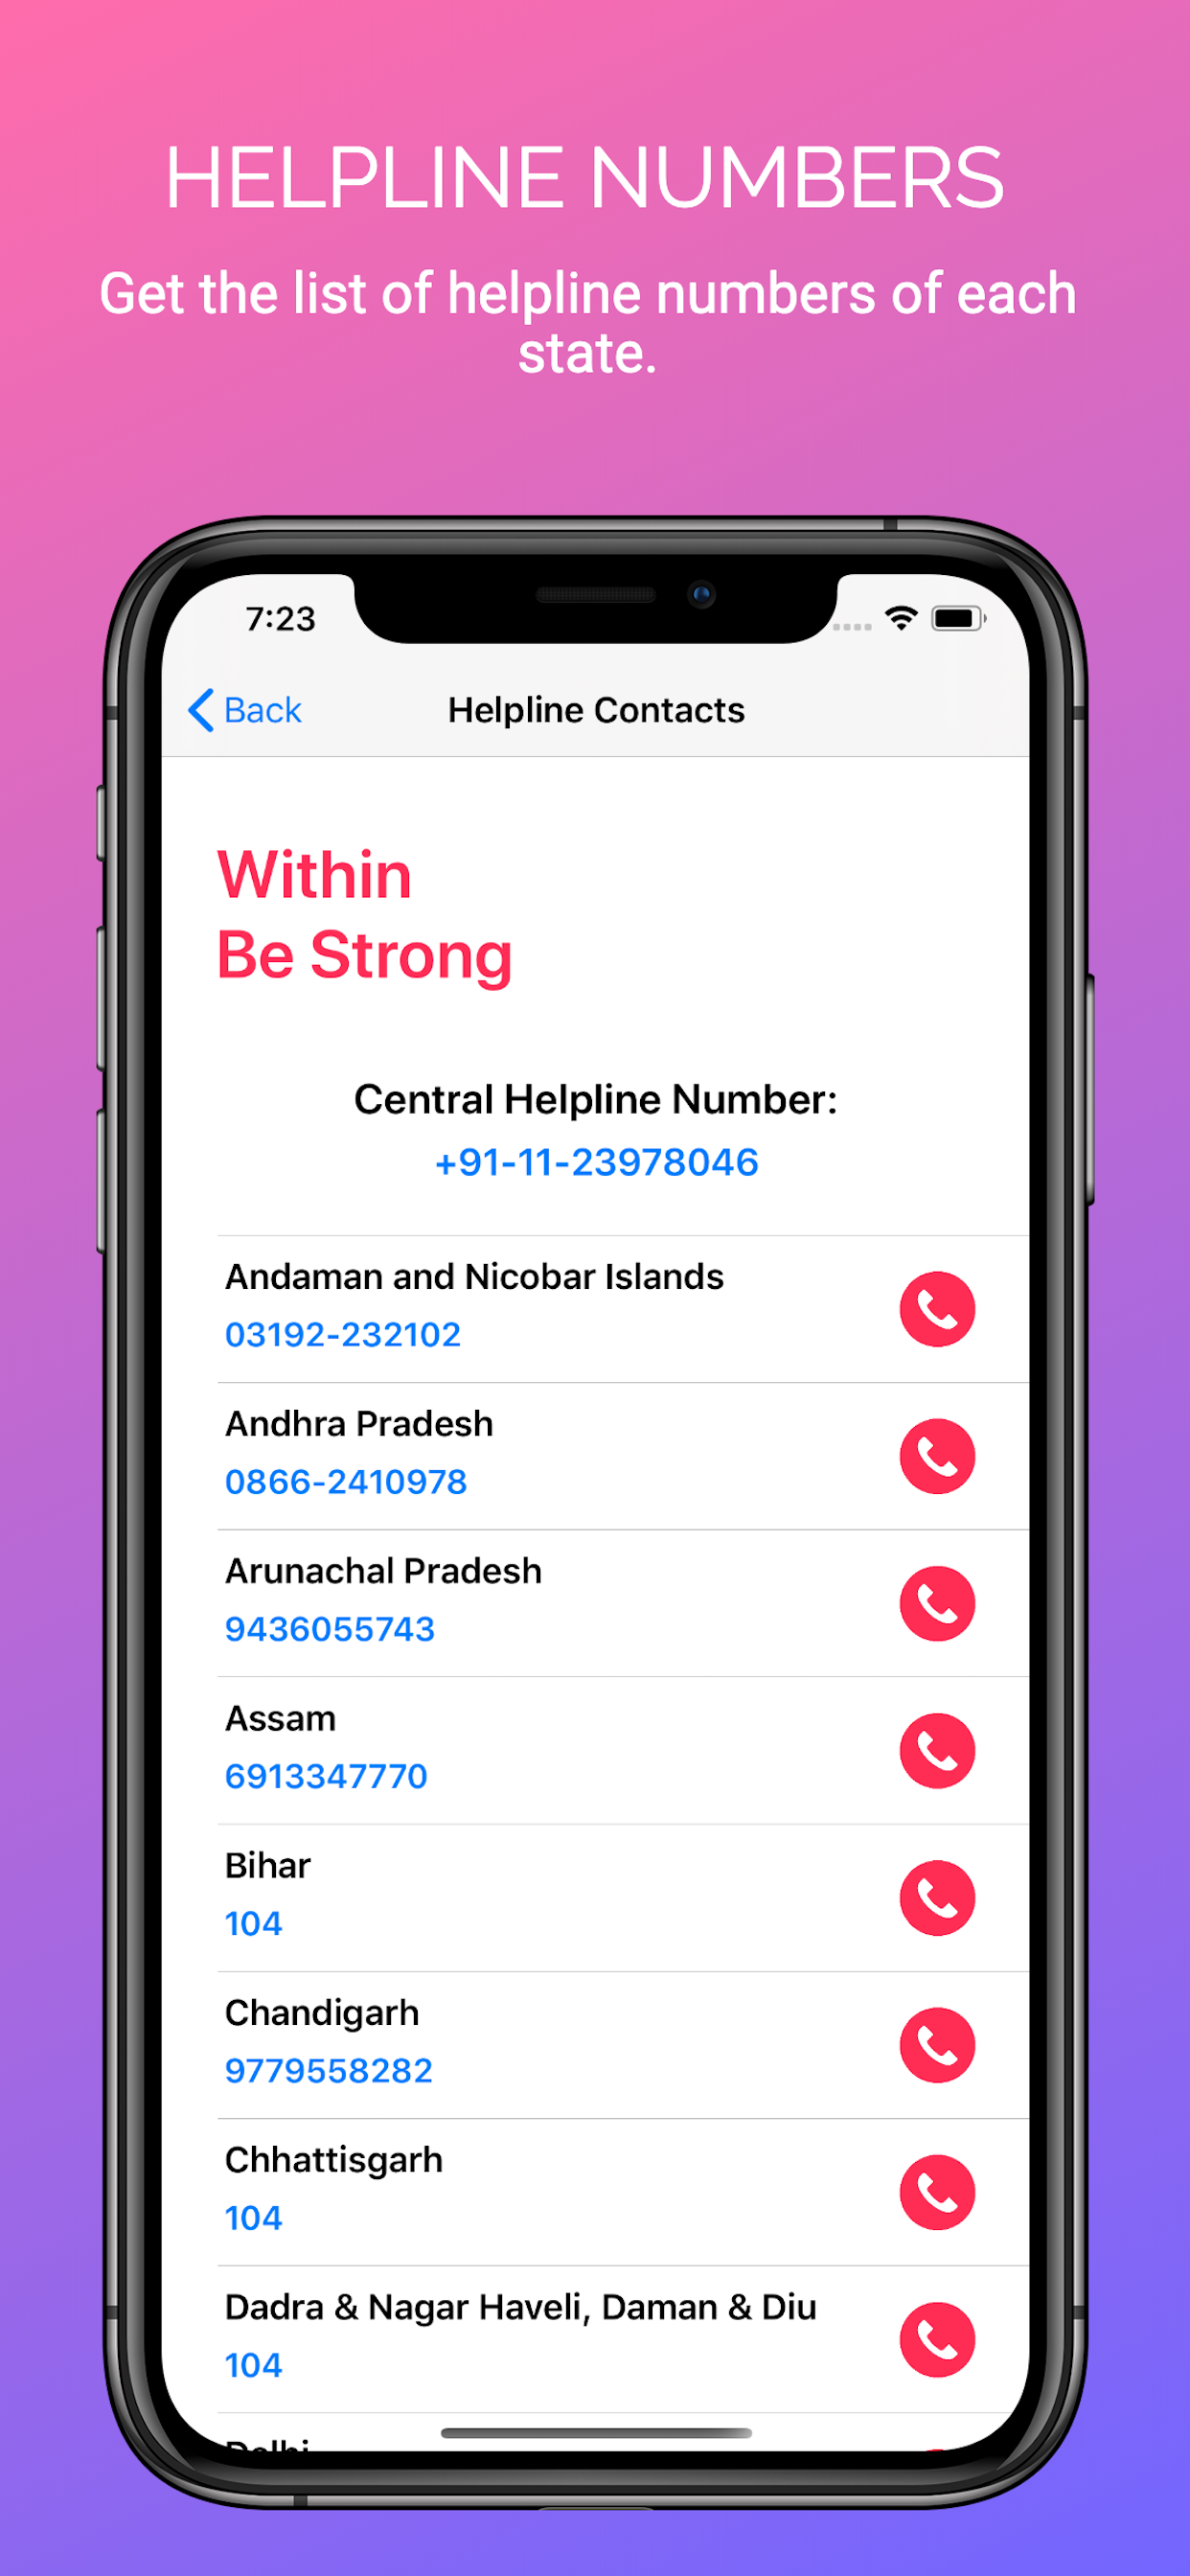 HELPLINE NUMBERS
Get the list of helpline numbers of each
state.
7:23
Back
Helpline Contacts
Within
Be Strong
Central Helpline Number:
+91-11-23978046
Andaman and Nicobar Islands
03192-232102
Andhra Pradesh
0866-2410978
Arunachal Pradesh
9436055743
Assam
6913347770
Bihar
104
Chandigarh
9779558282
Chhattisgarh
104
Dadra & Nagar Haveli, Daman & Diu
104
Delhi